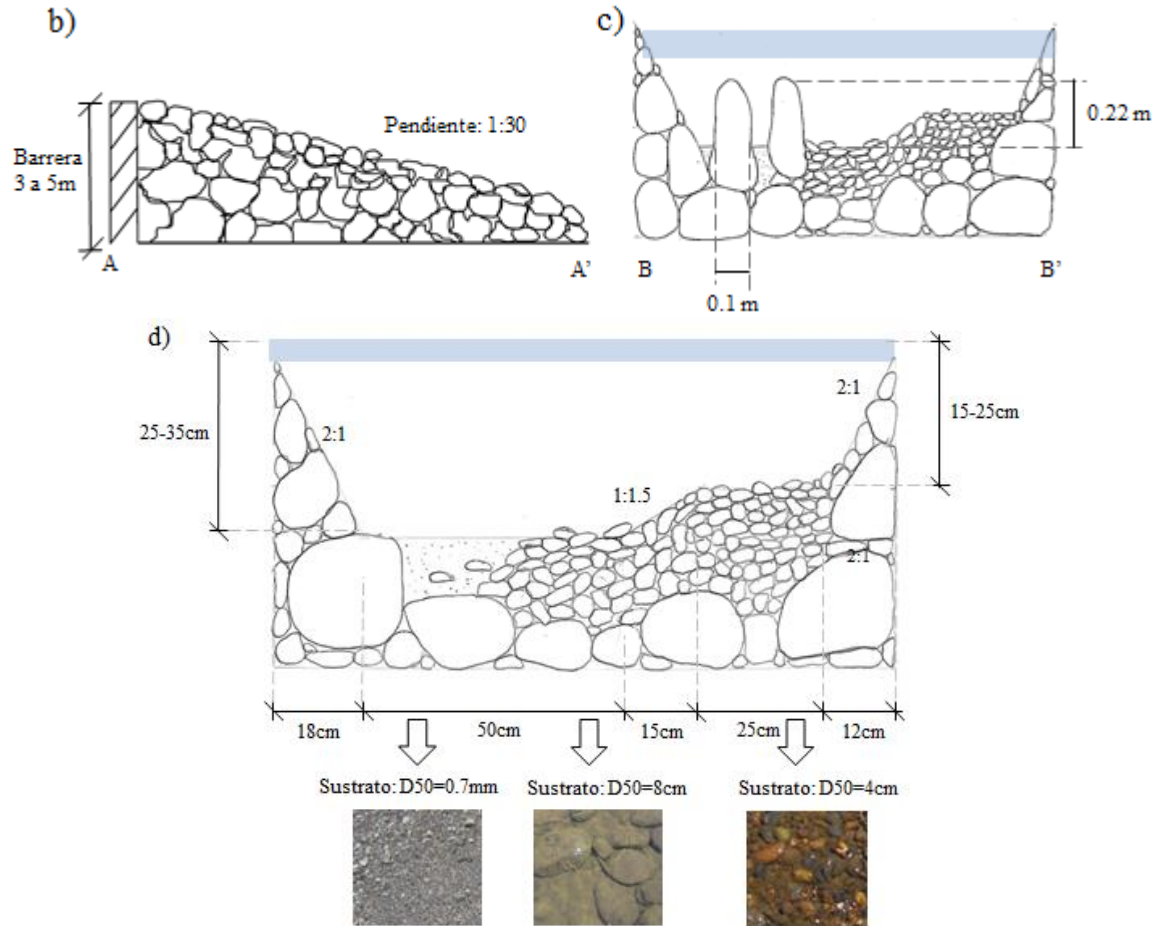 b)
Barrera
3 a 5m
Pendiente: 1:30
A
A’
c)
0.22 m
B
B’
0.1 m
d)
25-35cm
2:1
1:1.5
2:1
15-25cm
2:1
18cm
50cm
15cm
25cm
12cm
Sustrato: D50=0.7mm
Sustrato: D50=8cm
Sustrato: D50=4cm